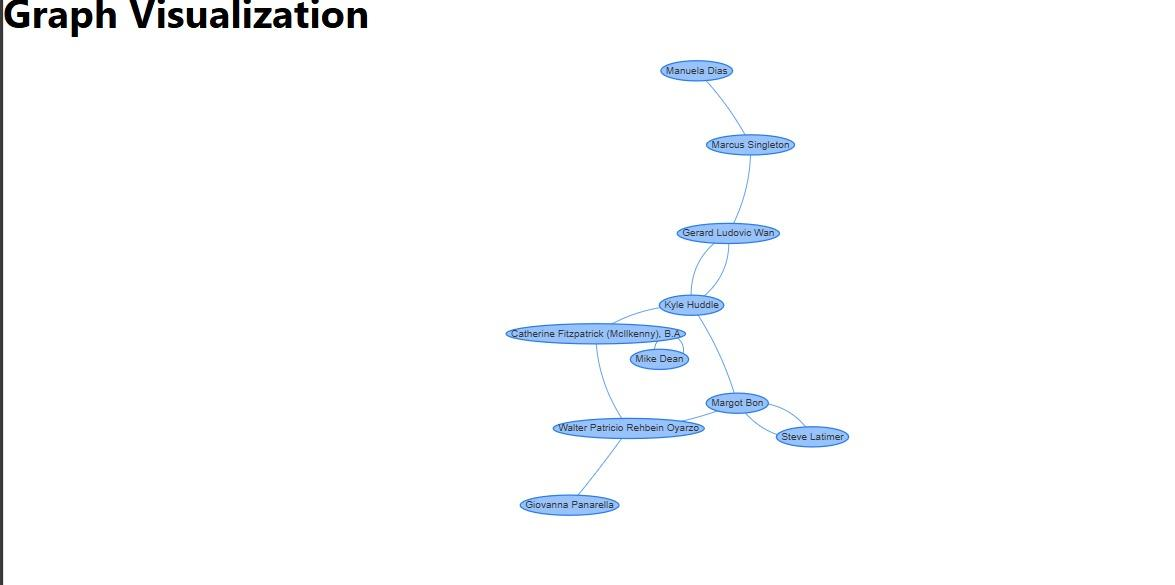 Graph Visualization
Manuela Dias
Marcus Singleton
Gerard Ludovic Wan
Kyle Huddle
Catherine Fitzpatrick (McIlkenny), B.A
Mike Dean
Margot Bon
Walter Patricio Rehbein Oyarzo
Steve Latimer
Giovanna Panarella